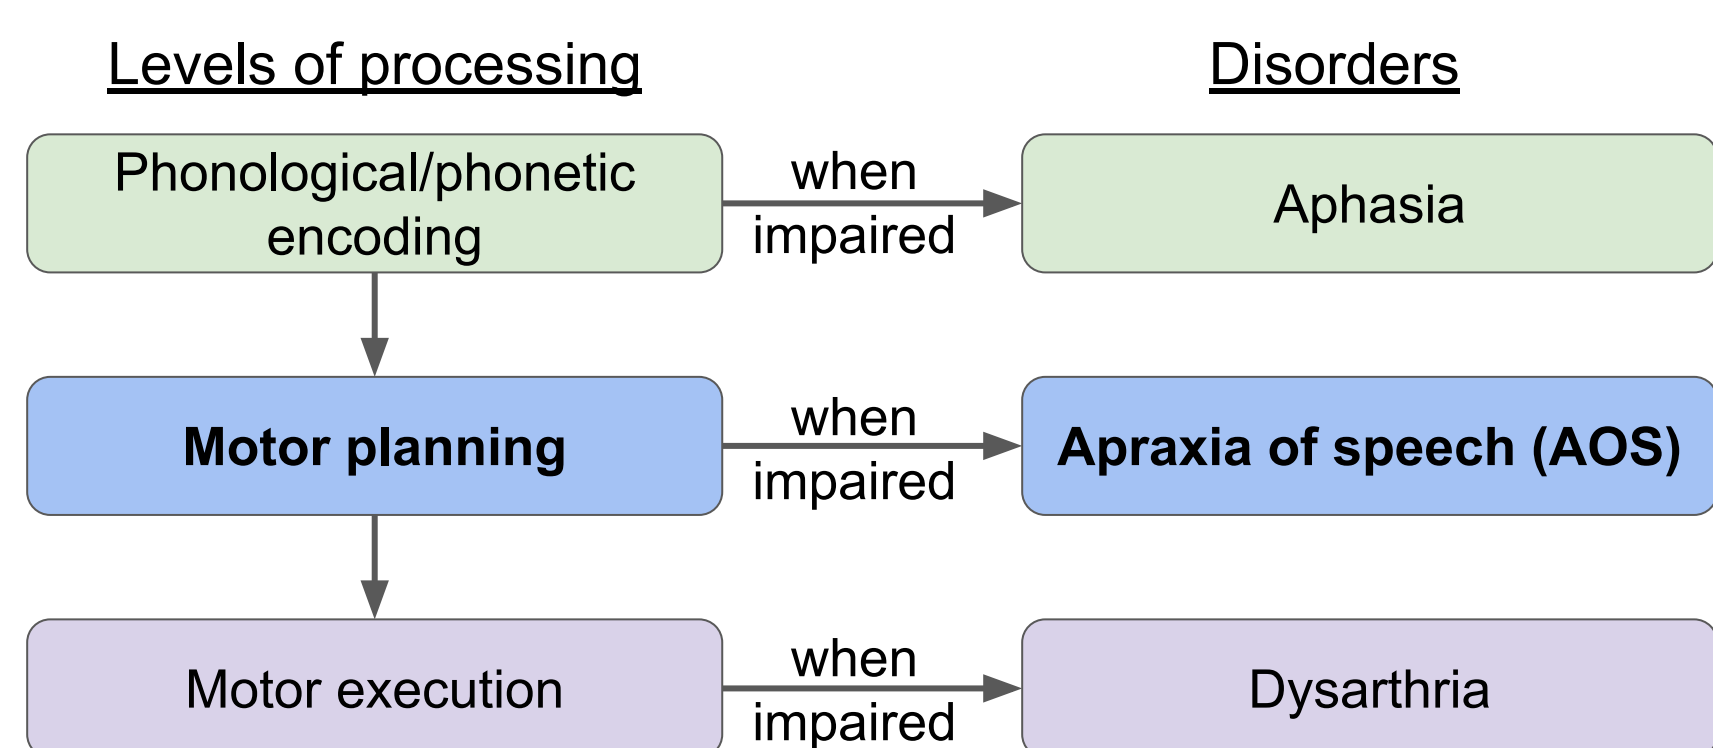 Levels of processing
Disorders
Phonological/phonetic
encoding
when
impaired
Aphasia
Motor planning
when
impaired
Apraxia of speech (AOS)
Motor execution
when
impaired
Dysarthria